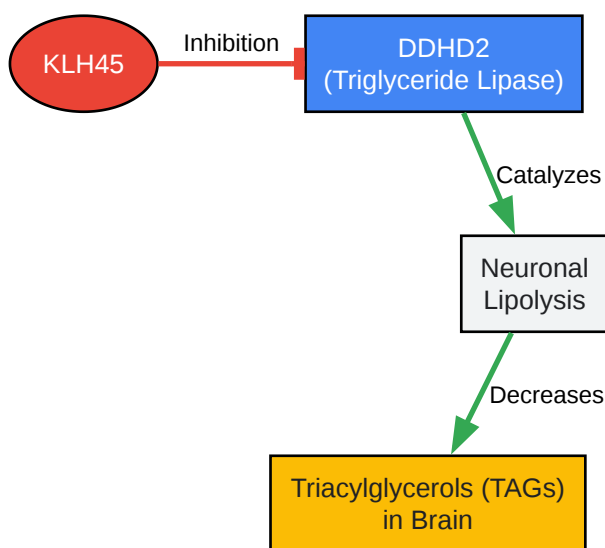 Inhibition
KLH45
DDHD2
(Triglyceride Lipase)
Catalyzes
Neuronal
Lipolysis
Decreases
Triacylglycerols (TAGs)
in Brain